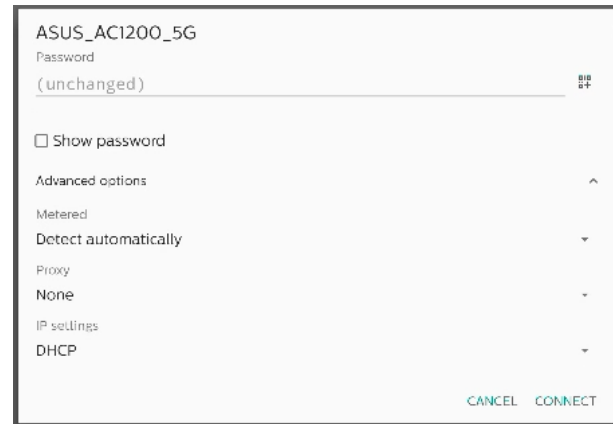 ASUS_AC1200_5G
Password
(unchanged)
Show password
Advanced options
Metered
Detect automatically
Proxy
None
IP settings
DHCP
CANCEL CONNECT